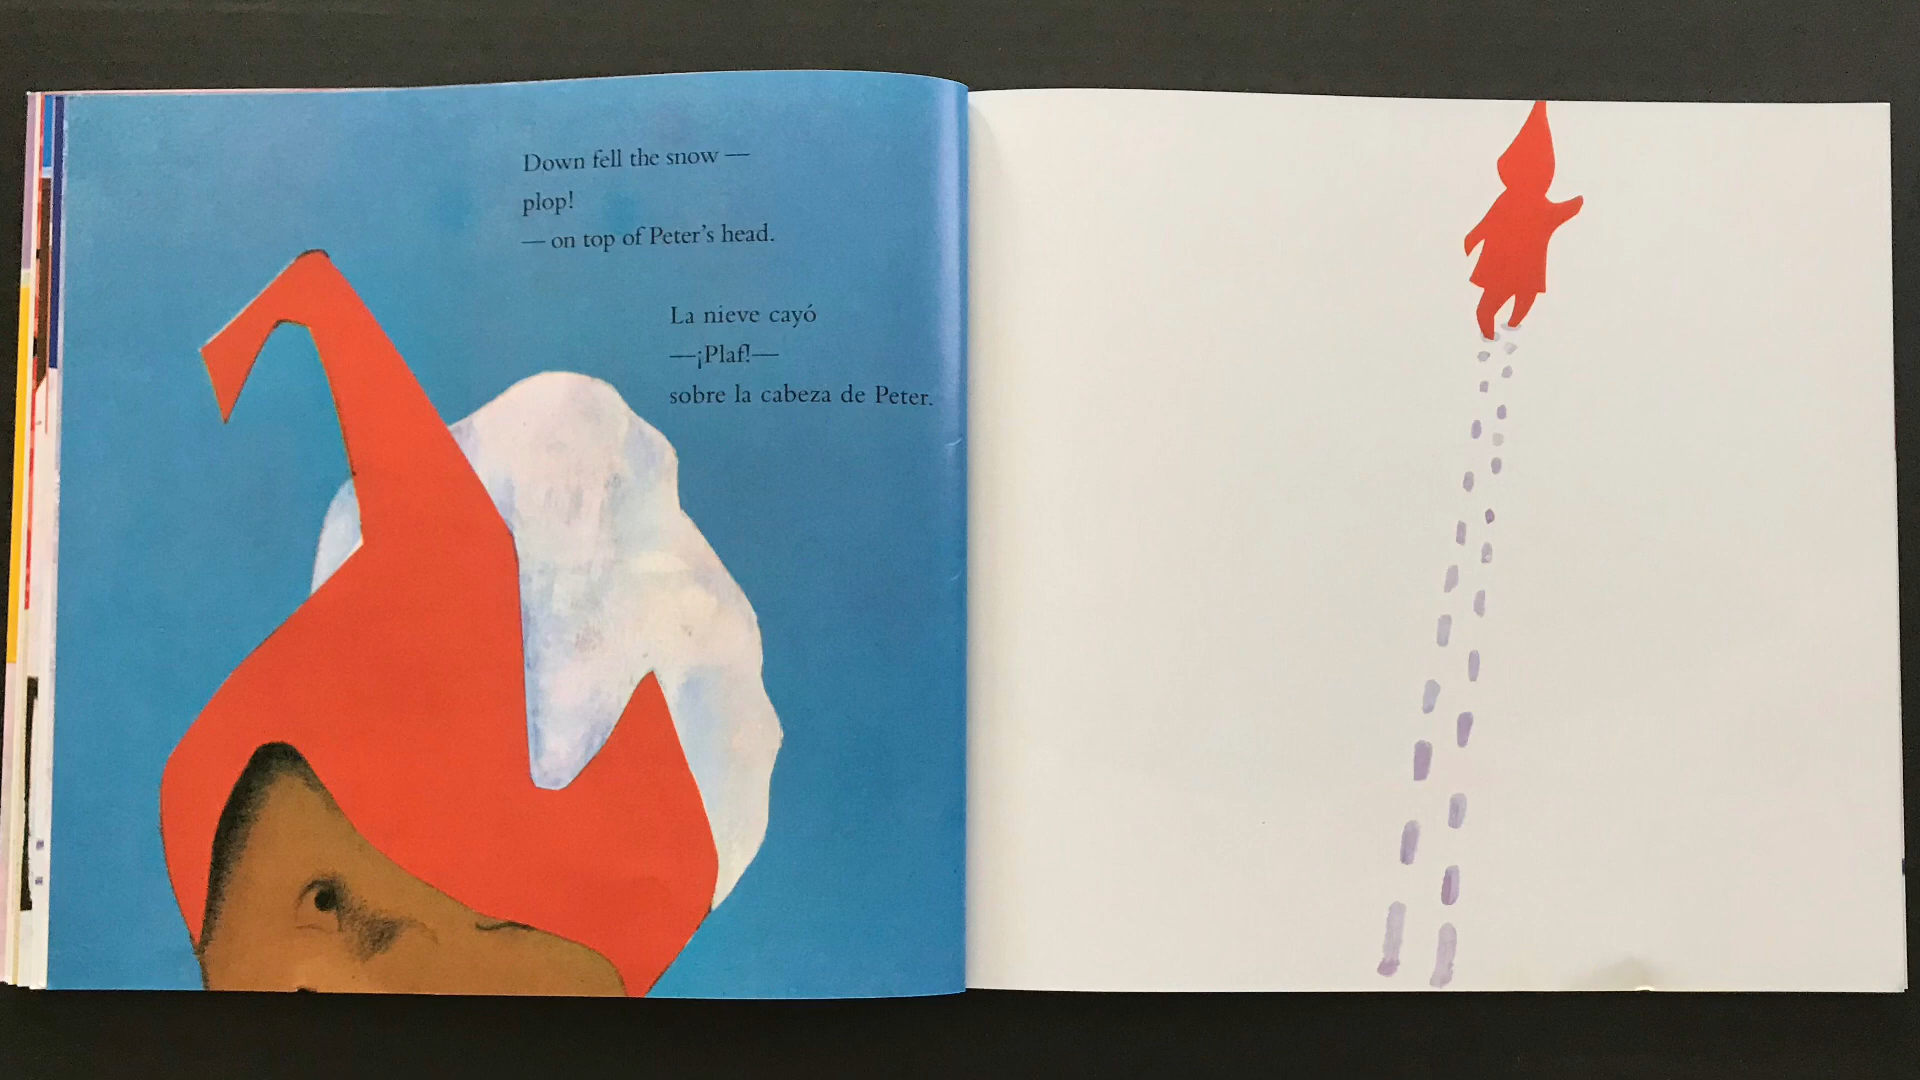 Down fell the snow —
plop!
— on top of Peter's head.
La nieve cayó
—¡Plaf!—
sobre la cabeza de Peter.